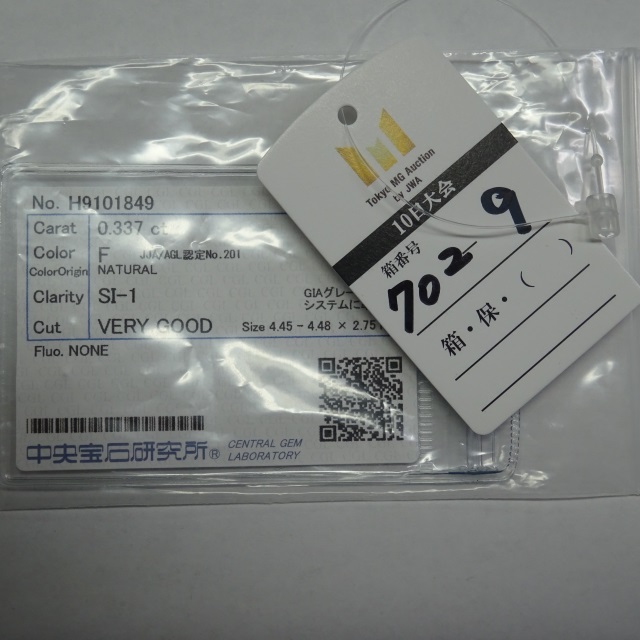 No. H9101849
Carat 0.337 ct
Color F JJA/AGL認定No.201
ColorOrigin NATURAL
Clarity SI-1 GIAグレー
システムに
Cut VERY GOOD Size 4.45 - 4.48 × 2.75
Fluo. NONE
中央宝石研究所® CENTRAL GEM
LABORATORY
Tokyo MG Auction
by JWA
10日大会
箱番号
702 9
箱・保・( )